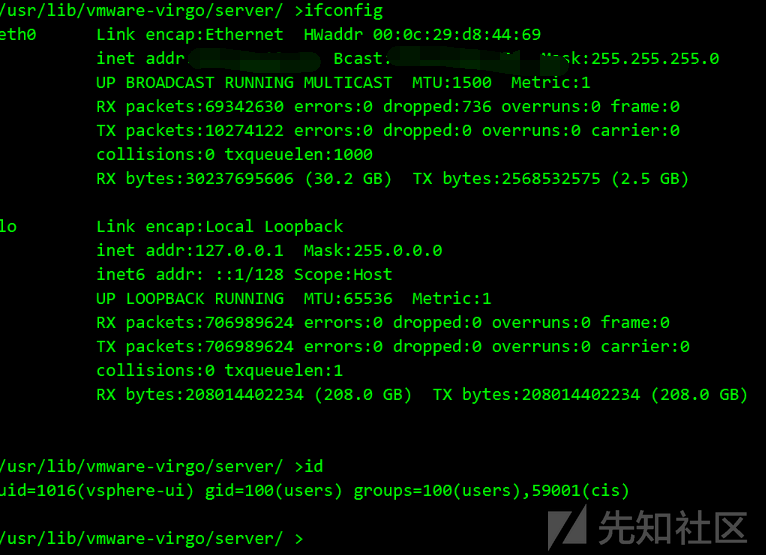 /usr/lib/vmware-virgo/server/ >ifconfig
eth0 Link encap:Ethernet HWaddr 00:0c:29:d8:44:69
inet addr: Bcast: Mask:255.255.255.0
UP BROADCAST RUNNING MULTICAST MTU:1500 Metric:1
RX packets:69342630 errors:0 dropped:736 overruns:0 frame:0
TX packets:10274122 errors:0 dropped:0 overruns:0 carrier:0
collisions:0 txqueuelen:1000
RX bytes:30237695606 (30.2 GB) TX bytes:2568532575 (2.5 GB)
lo Link encap:Local Loopback
inet addr:127.0.0.1 Mask:255.0.0.0
inet6 addr: ::1/128 Scope:Host
UP LOOPBACK RUNNING MTU:65536 Metric:1
RX packets:706989624 errors:0 dropped:0 overruns:0 frame:0
TX packets:706989624 errors:0 dropped:0 overruns:0 carrier:0
collisions:0 txqueuelen:1
RX bytes:208014402234 (208.0 GB) TX bytes:208014402234 (208.0 GB)
/usr/lib/vmware-virgo/server/ >id
uid=1016(vsphere-ui) gid=100(users) groups=100(users),59001(cis)
/usr/lib/vmware-virgo/server/ >
先知社区